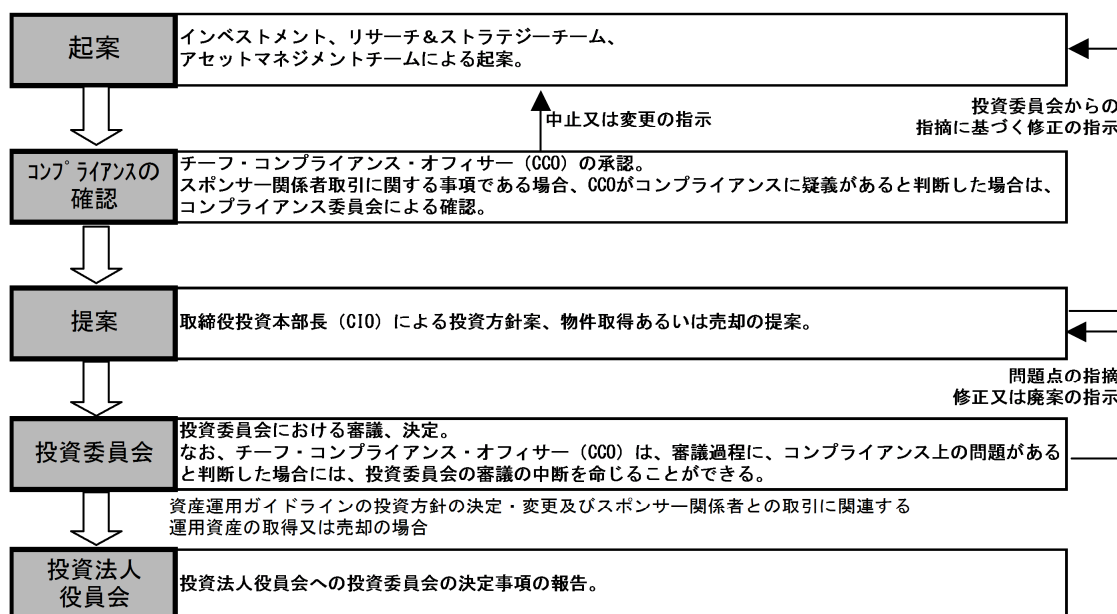 起案
インベストメント、リサーチ＆ストラテジーチーム、
アセットマネジメントチームによる起案。
中止又は変更の指示
投資委員会からの
指摘に基づく修正の指示
ｺﾝﾌﾟﾗｲｱﾝｽの
確認
チーフ・コンプライアンス・オフィサー（CCO）の承認。
スポンサー関係者取引に関する事項である場合、CCOがコンプライアンスに疑義があると判断した場合は、
コンプライアンス委員会による確認。
提案
取締役投資本部長（CIO）による投資方針案、物件取得あるいは売却の提案。
問題点の指摘
修正又は廃案の指示
投資委員会
投資委員会における審議、決定。
なお、チーフ・コンプライアンス・オフィサー（CCO）は、審議過程に、コンプライアンス上の問題がある
と判断した場合には、投資委員会の審議の中断を命じることができる。
資産運用ガイドラインの投資方針の決定・変更及びスポンサー関係者との取引に関連する
運用資産の取得又は売却の場合
投資法人
役員会
投資法人役員会への投資委員会の決定事項の報告。